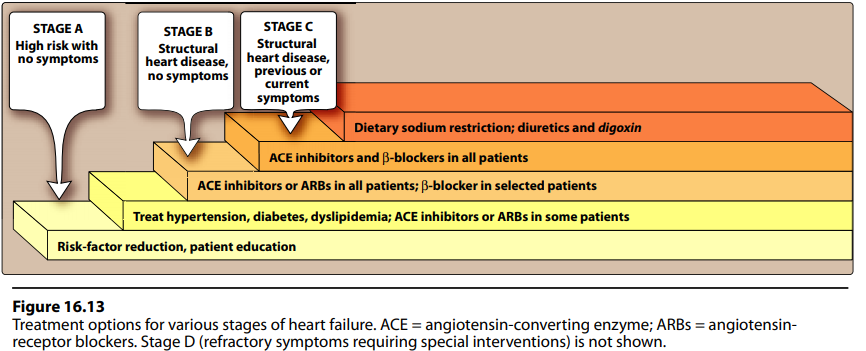 STAGE A
High risk with
no symptoms
STAGE B
Structural
heart disease,
no symptoms
STAGE C
Structural
heart disease,
previous or
current
symptoms
Dietary sodium restriction; diuretics and digoxin
ACE inhibitors and β-blockers in all patients
ACE inhibitors or ARBs in all patients; β-blocker in selected patients
Treat hypertension, diabetes, dyslipidemia; ACE inhibitors or ARBs in some patients
Risk-factor reduction, patient education
Figure 16.13
Treatment options for various stages of heart failure. ACE = angiotensin-converting enzyme; ARBs = angiotensin-
receptor blockers. Stage D (refractory symptoms requiring special interventions) is not shown.